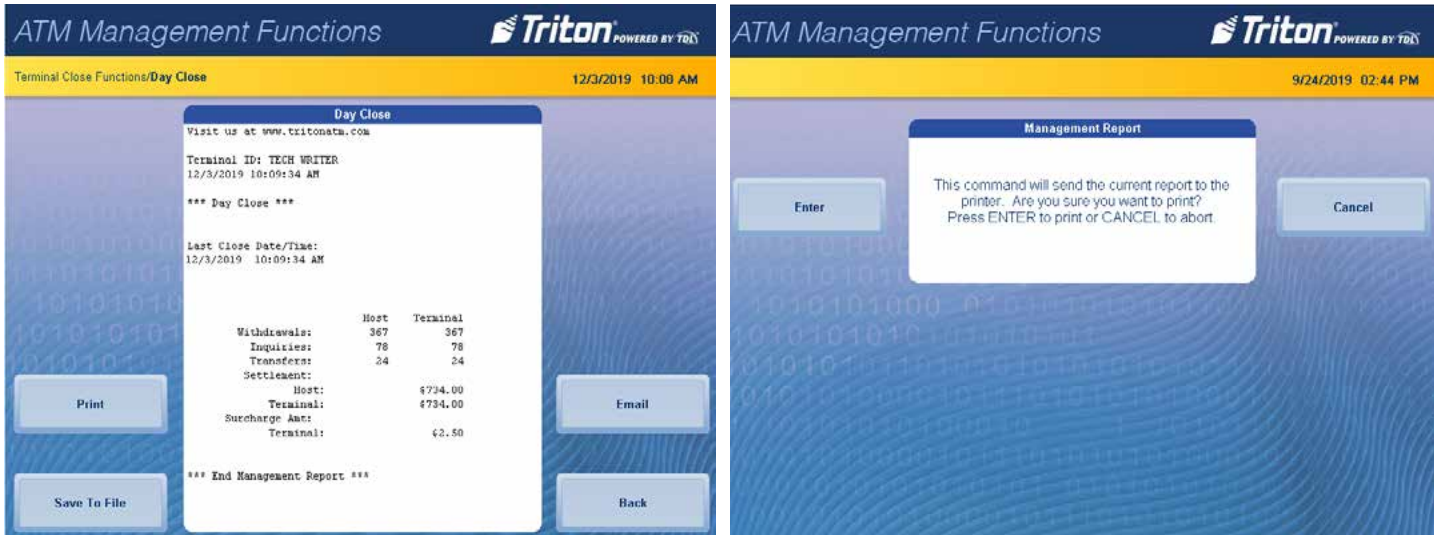 ATM Management Functions
Triton POWERED BY TDL
Terminal Close Functions/Day Close
12/3/2019 10:08 AM
Day Close
Visit us at www.tritonatm.com
Terminal ID: TECH WRITER
12/3/2019 10:09:34 AM
*** Day Close ***
Last Close Date/Time:
12/3/2019 10:09:34 AM
Host Terminal
Withdrawals: 367 367
Inquiries: 78 78
Transfers: 24 24
Settlement:
Host: $734.00
Terminal: $734.00
Surcharge Amt:
Terminal: $2.50
*** End Management Report ***
Print
Email
Save To File
Back
ATM Management Functions
Triton POWERED BY TDL
9/24/2019 02:44 PM
Management Report
This command will send the current report to the
printer. Are you sure you want to print?
Press ENTER to print or CANCEL to abort
Enter
Cancel